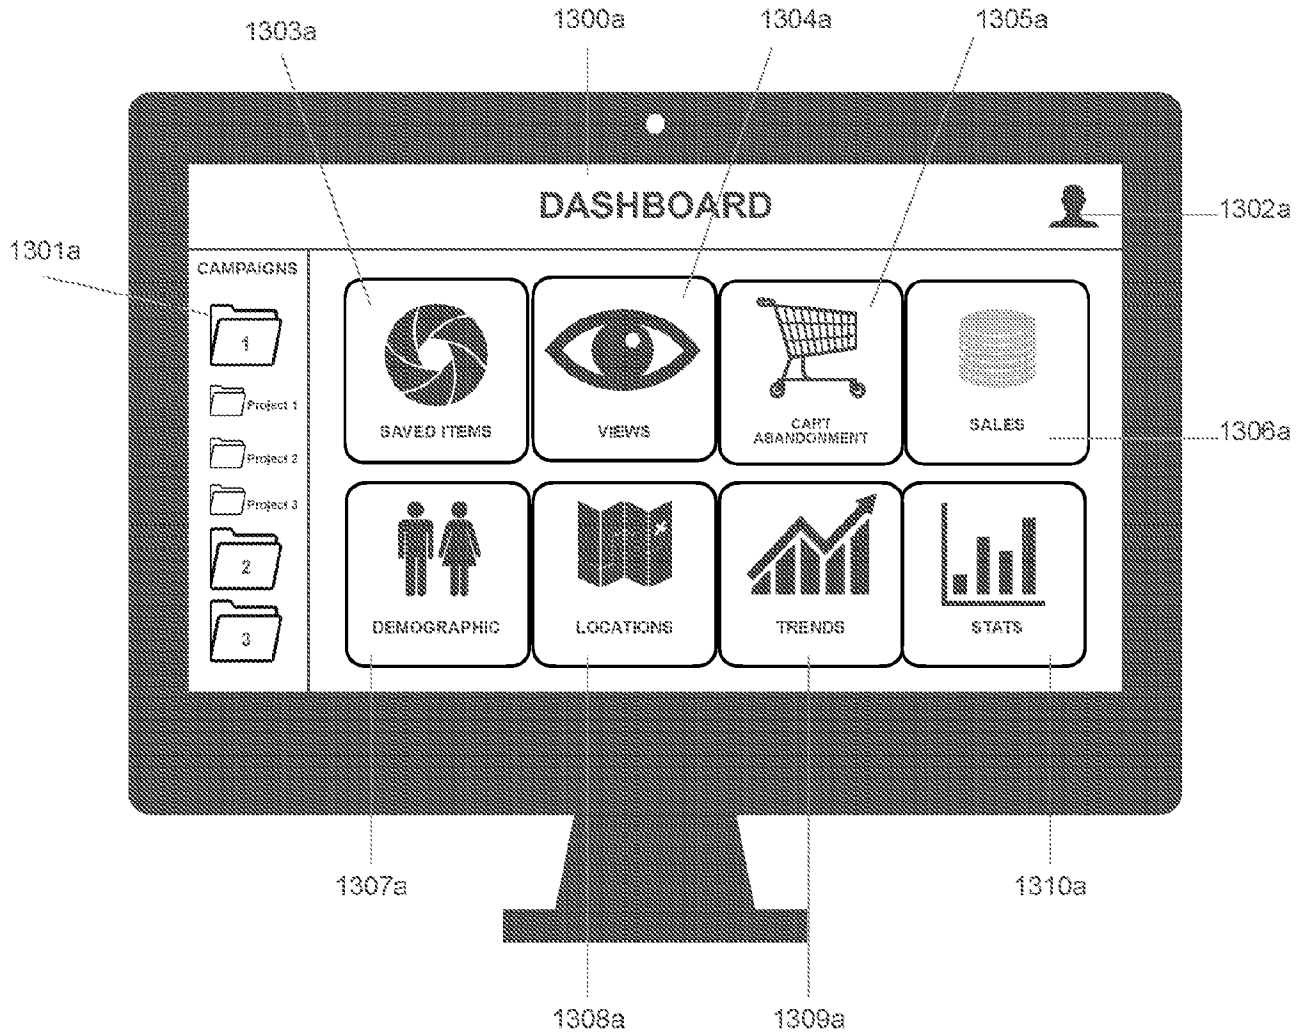 1303a
1300a
1304a
1305a
DASHBOARD
1302a
1301a
CAMPAIGNS
1
Project 1
Project 2
Project 3
2
3
SAVED ITEMS
VIEWS
CART
ABANDONMENT
SALES
1306a
DEMOGRAPHIC
LOCATIONS
TRENDS
STATS
1307a
1310a
1308a
1309a